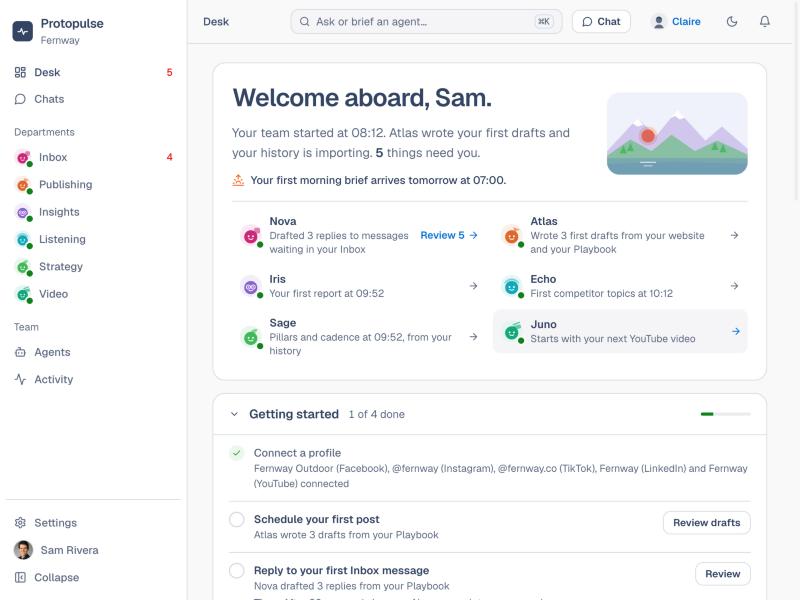 Protopulse
Fernway
Desk 5
Chats
Departments
Inbox 4
Publishing
Insights
Listening
Strategy
Video
Team
Agents
Activity
Settings
Sam Rivera
Collapse
Desk
Ask or brief an agent…
⌘K
Chat
Claire
Welcome aboard, Sam.
Your team started at 08:12. Atlas wrote your first drafts and
your history is importing. 5 things need you.
Your first morning brief arrives tomorrow at 07:00.
Nova
Drafted 3 replies to messages
waiting in your Inbox
Review 5 →
Atlas
Wrote 3 first drafts from your website
and your Playbook
Iris
Your first report at 09:52
Echo
First competitor topics at 10:12
Sage
Pillars and cadence at 09:52, from your
history
Juno
Starts with your next YouTube video
Getting started 1 of 4 done
Connect a profile
Fernway Outdoor (Facebook), @fernway (Instagram), @fernway.co (TikTok), Fernway (LinkedIn) and Fernway
(YouTube) connected
Schedule your first post
Atlas wrote 3 drafts from your Playbook
Review drafts
Reply to your first Inbox message
Nova drafted 3 replies from your Playbook
Review